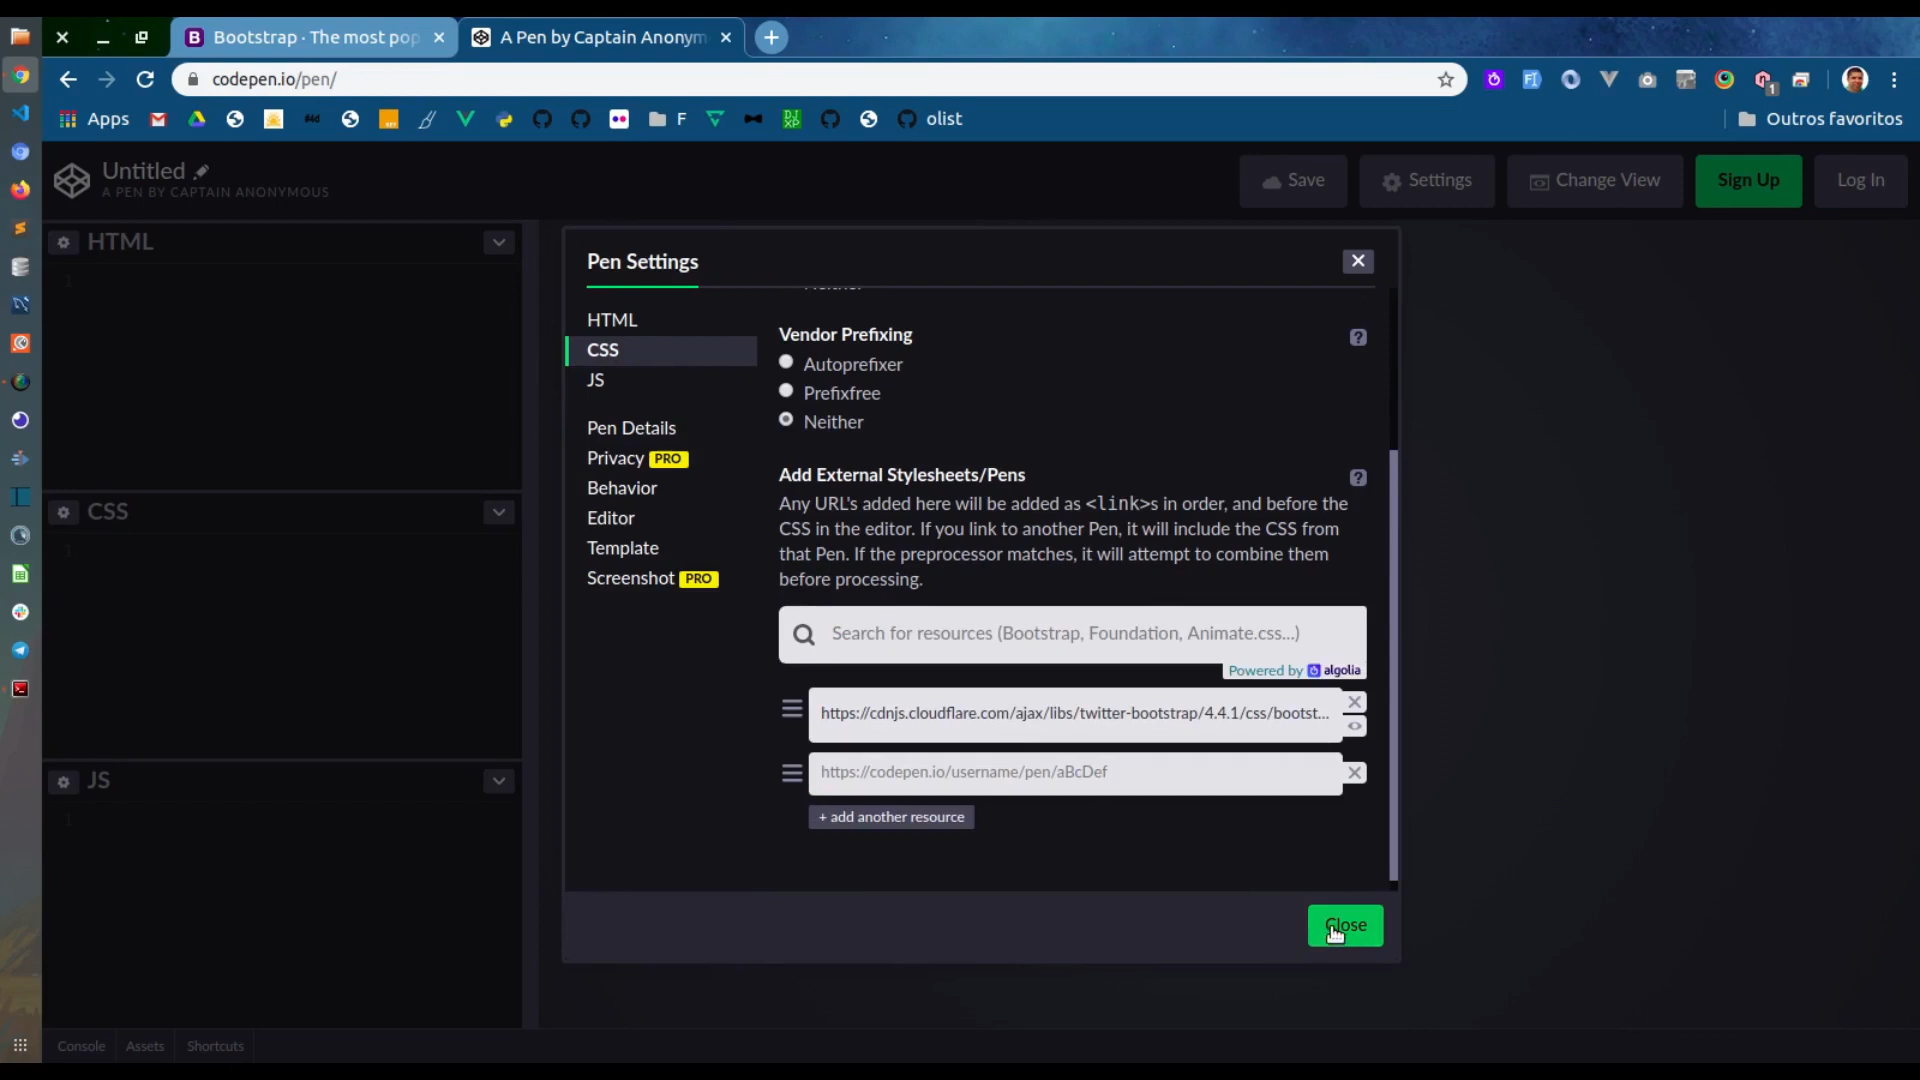 Bootstrap · The most pop
A Pen by Captain Anonym
codepen.io/pen/
1
Apps
F
olist
Outros favoritos
Untitled
A PEN BY CAPTAIN ANONYMOUS
Save
Settings
Change View
Sign Up
Log In
HTML
1
CSS
1
JS
1
Pen Settings
HTML
CSS
JS
Pen Details
Privacy PRO
Behavior
Editor
Template
Screenshot PRO
Neither
Vendor Prefixing
?
Autoprefixer
Prefixfree
Neither
Add External Stylesheets/Pens
?
Any URL's added here will be added as <link>s in order, and before the
CSS in the editor. If you link to another Pen, it will include the CSS from
that Pen. If the preprocessor matches, it will attempt to combine them
before processing.
Search for resources (Bootstrap, Foundation, Animate.css...)
Powered by algolia
https://cdnjs.cloudflare.com/ajax/libs/twitter-bootstrap/4.4.1/css/bootst...
https://codepen.io/username/pen/aBcDef
+ add another resource
Close
Console
Assets
Shortcuts